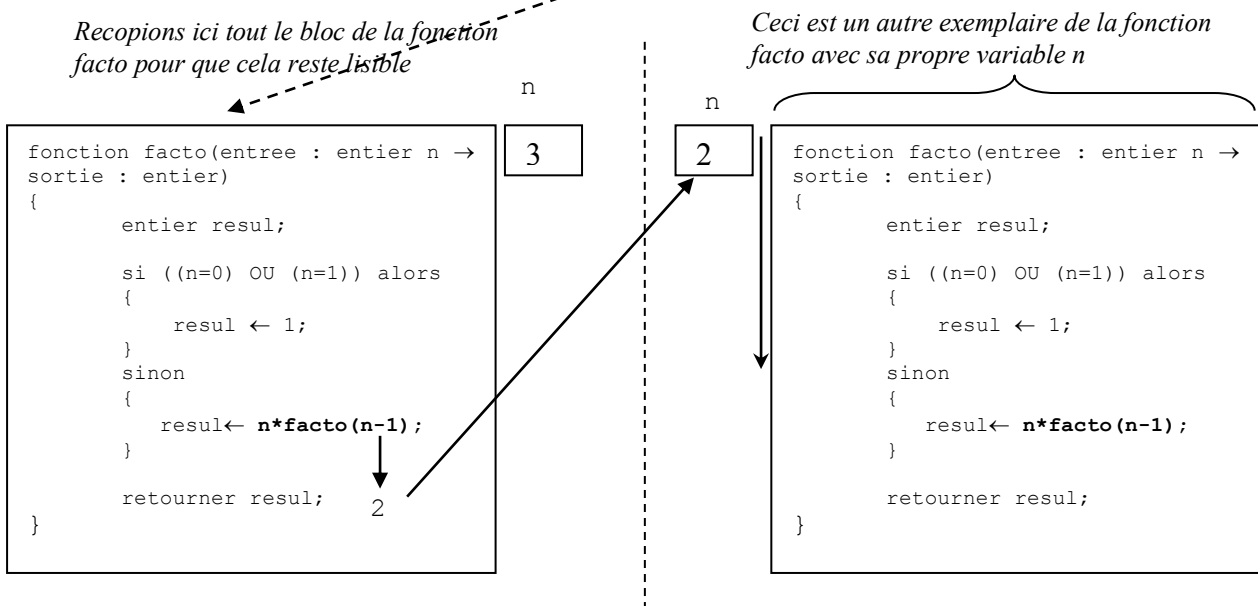 Recopions ici tout le bloc de la fonction
facto pour que cela reste lisible
n
3
fonction facto(entree : entier n →
sortie : entier)
{
entier resul;
si ((n=0) OU (n=1)) alors
{
resul ← 1;
}
sinon
{
resul← n*facto(n-1);
}
retourner resul;
2
}
Ceci est un autre exemplaire de la fonction
facto avec sa propre variable n
n
2
fonction facto(entree : entier n →
sortie : entier)
{
entier resul;
si ((n=0) OU (n=1)) alors
{
resul ← 1;
}
sinon
{
resul← n*facto(n-1);
}
retourner resul;
}